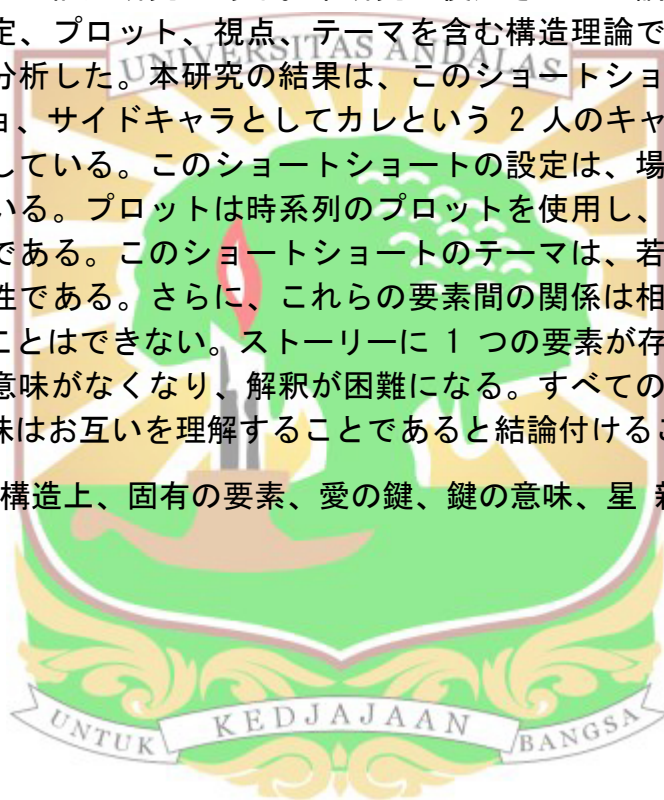 定、プロット、視点、テーマを含む構造理論で
UNIVERSITAS ANDALAS
分析した。本研究の結果は、このショートショ
ョ、サイドキャラとしてカレという 2 人のキャ
している。このショートショートの設定は、場
いる。プロットは時系列のプロットを使用し、
である。このショートショートのテーマは、若
性である。さらに、これらの要素間の関係は相
ことはできない。ストーリーに 1 つの要素が存
意味がなくなり、解釈が困難になる。すべての
味はお互いを理解することであると結論付けるこ
構造上、固有の要素、愛の鍵、鍵の意味、星
UNTUK KEDJAJAAN BANGSA